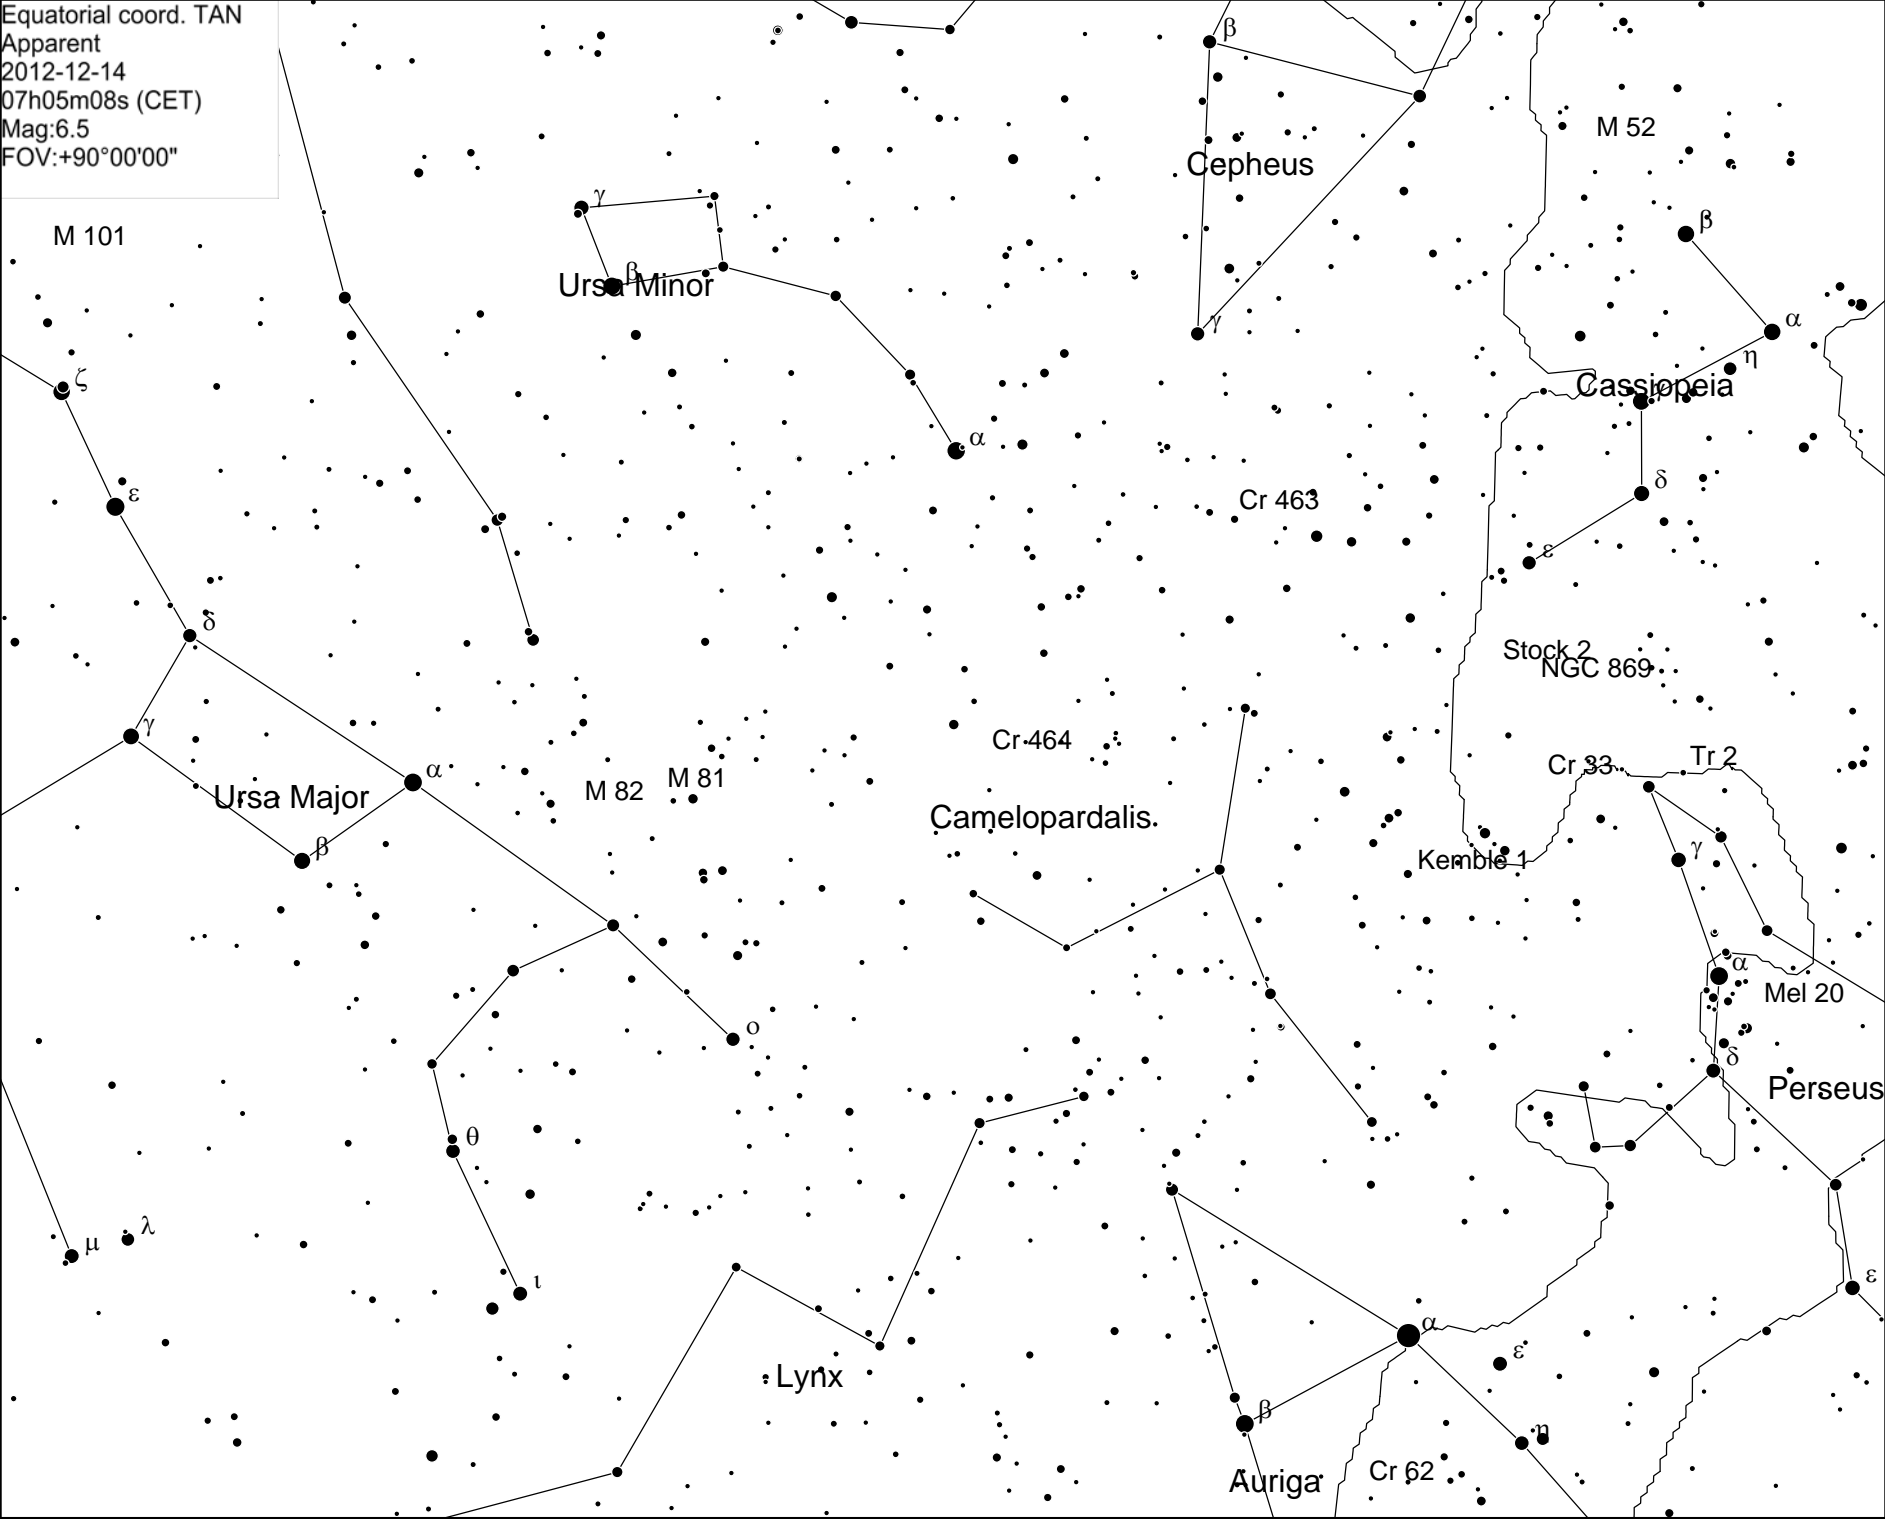 Equatorial coord. TAN
Apparent
2012-12-14
07h05m08s (CET)
Mag:6.5
FOV:+90°00'00"
β
M 52
Cepheus
γ
β
M 101
β
Ursa Minor
γ
α
η
ζ
Cassiopeia
α
δ
ε
Cr 463
ε
δ
Stock 2
NGC 869
γ
Cr 464
Tr 2
Cr 33
α
M 81
M 82
Ursa Major
Camelopardalis
β
γ
Kemble 1
α
Mel 20
ο
δ
Perseus
θ
λ
μ
ε
ι
α
ε
Lynx
β
η
Cr 62
Auriga